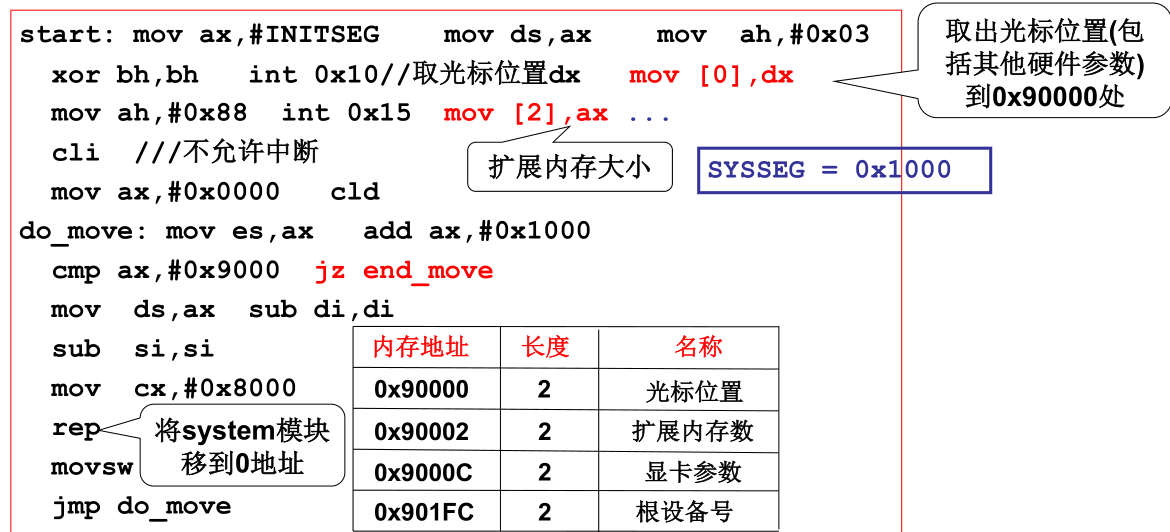 start: mov ax,#INITSEG mov ds,ax mov ah,#0x03
xor bh,bh int 0x10//取光标位置dx mov [0],dx
mov ah,#0x88 int 0x15 mov [2],ax ...
cli ///不允许中断
mov ax,#0x0000 cld
do_move: mov es,ax add ax,#0x1000
cmp ax,#0x9000 jz end_move
mov ds,ax sub di,di
sub si,si
mov cx,#0x8000
rep
movsw
jmp do_move
取出光标位置(包
括其他硬件参数)
到0x90000处
扩展内存大小
SYSSEG = 0x1000
将system模块
移到0地址
内存地址 长度 名称
0x90000 2 光标位置
0x90002 2 扩展内存数
0x9000C 2 显卡参数
0x901FC 2 根设备号